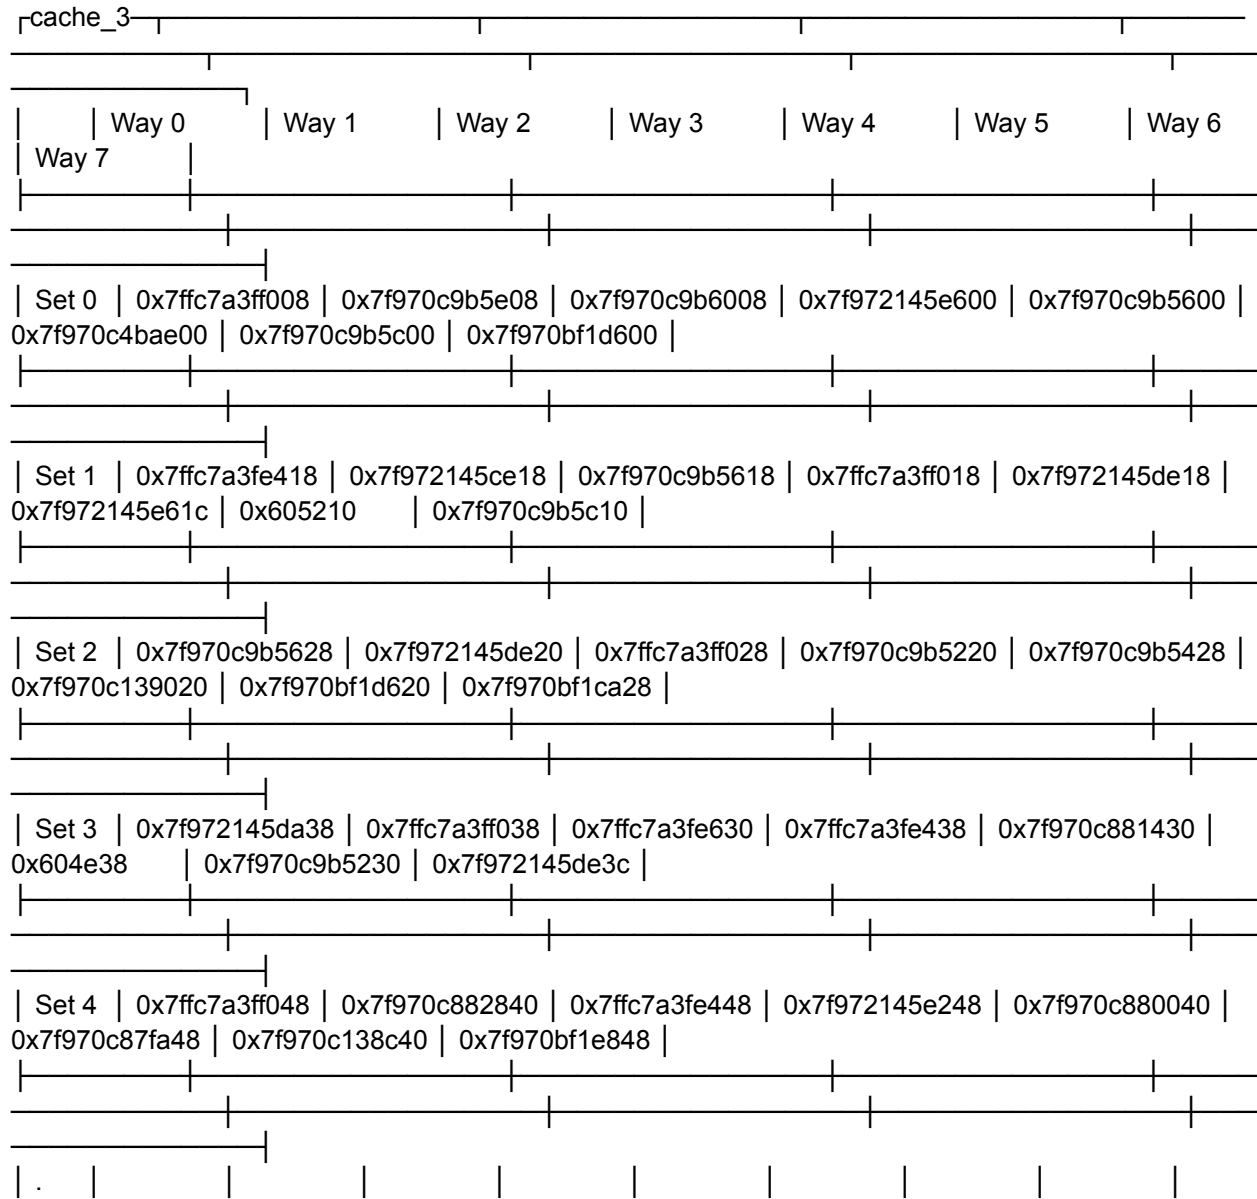 ┌cache_3─┬───────────────┬───────────────┬───────────────┬──────
─────────┬───────────────┬───────────────┬───────────────┬────
───────────┐
│ │ Way 0 │ Way 1 │ Way 2 │ Way 3 │ Way 4 │ Way 5 │ Way 6
│ Way 7 │
├────────┼───────────────┼───────────────┼───────────────┼─────
──────────┼───────────────┼───────────────┼───────────────┼───
────────────┤
│ Set 0 │ 0x7ffc7a3ff008 │ 0x7f970c9b5e08 │ 0x7f970c9b6008 │ 0x7f972145e600 │ 0x7f970c9b5600 │
0x7f970c4bae00 │ 0x7f970c9b5c00 │ 0x7f970bf1d600 │
├────────┼───────────────┼───────────────┼───────────────┼─────
──────────┼───────────────┼───────────────┼───────────────┼───
────────────┤
│ Set 1 │ 0x7ffc7a3fe418 │ 0x7f972145ce18 │ 0x7f970c9b5618 │ 0x7ffc7a3ff018 │ 0x7f972145de18 │
0x7f972145e61c │ 0x605210 │ 0x7f970c9b5c10 │
├────────┼───────────────┼───────────────┼───────────────┼─────
──────────┼───────────────┼───────────────┼───────────────┼───
────────────┤
│ Set 2 │ 0x7f970c9b5628 │ 0x7f972145de20 │ 0x7ffc7a3ff028 │ 0x7f970c9b5220 │ 0x7f970c9b5428 │
0x7f970c139020 │ 0x7f970bf1d620 │ 0x7f970bf1ca28 │
├────────┼───────────────┼───────────────┼───────────────┼─────
──────────┼───────────────┼───────────────┼───────────────┼───
────────────┤
│ Set 3 │ 0x7f972145da38 │ 0x7ffc7a3ff038 │ 0x7ffc7a3fe630 │ 0x7ffc7a3fe438 │ 0x7f970c881430 │
0x604e38 │ 0x7f970c9b5230 │ 0x7f972145de3c │
├────────┼───────────────┼───────────────┼───────────────┼─────
──────────┼───────────────┼───────────────┼───────────────┼───
────────────┤
│ Set 4 │ 0x7ffc7a3ff048 │ 0x7f970c882840 │ 0x7ffc7a3fe448 │ 0x7f972145e248 │ 0x7f970c880040 │
0x7f970c87fa48 │ 0x7f970c138c40 │ 0x7f970bf1e848 │
├────────┼───────────────┼───────────────┼───────────────┼─────
──────────┼───────────────┼───────────────┼───────────────┼───
────────────┤
│ . │ │ │ │ │ │ │ │ │